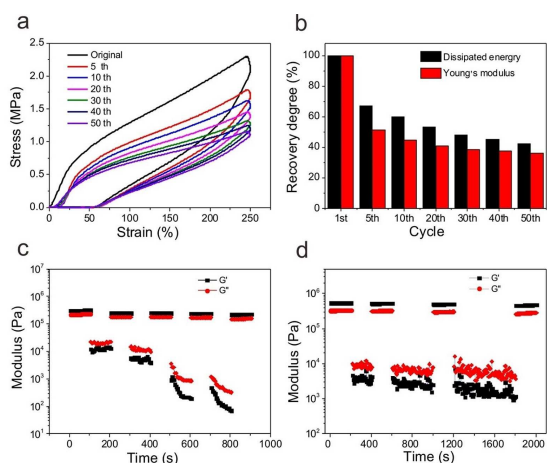 a
2.5
2.0
1.5
1.0
0.5
0.0
Stress (MPa)
Original
5 th
10 th
20 th
30 th
40 th
50 th
0 50 100 150 200 250
Strain (%)
b
100
80
60
40
20
0
Recovery degree (%)
Dissipated energry
Young's modulus
1st 5th 10th 20th 30th 40th 50th
Cycle
c
10⁷
10⁶
10⁵
10⁴
10³
10²
10¹
Modulus (Pa)
G'
G"
0 200 400 600 800 1000
Time (s)
d
10⁶
10⁴
10²
Modulus (Pa)
G'
G"
0 400 800 1200 1600 2000
Time (s)